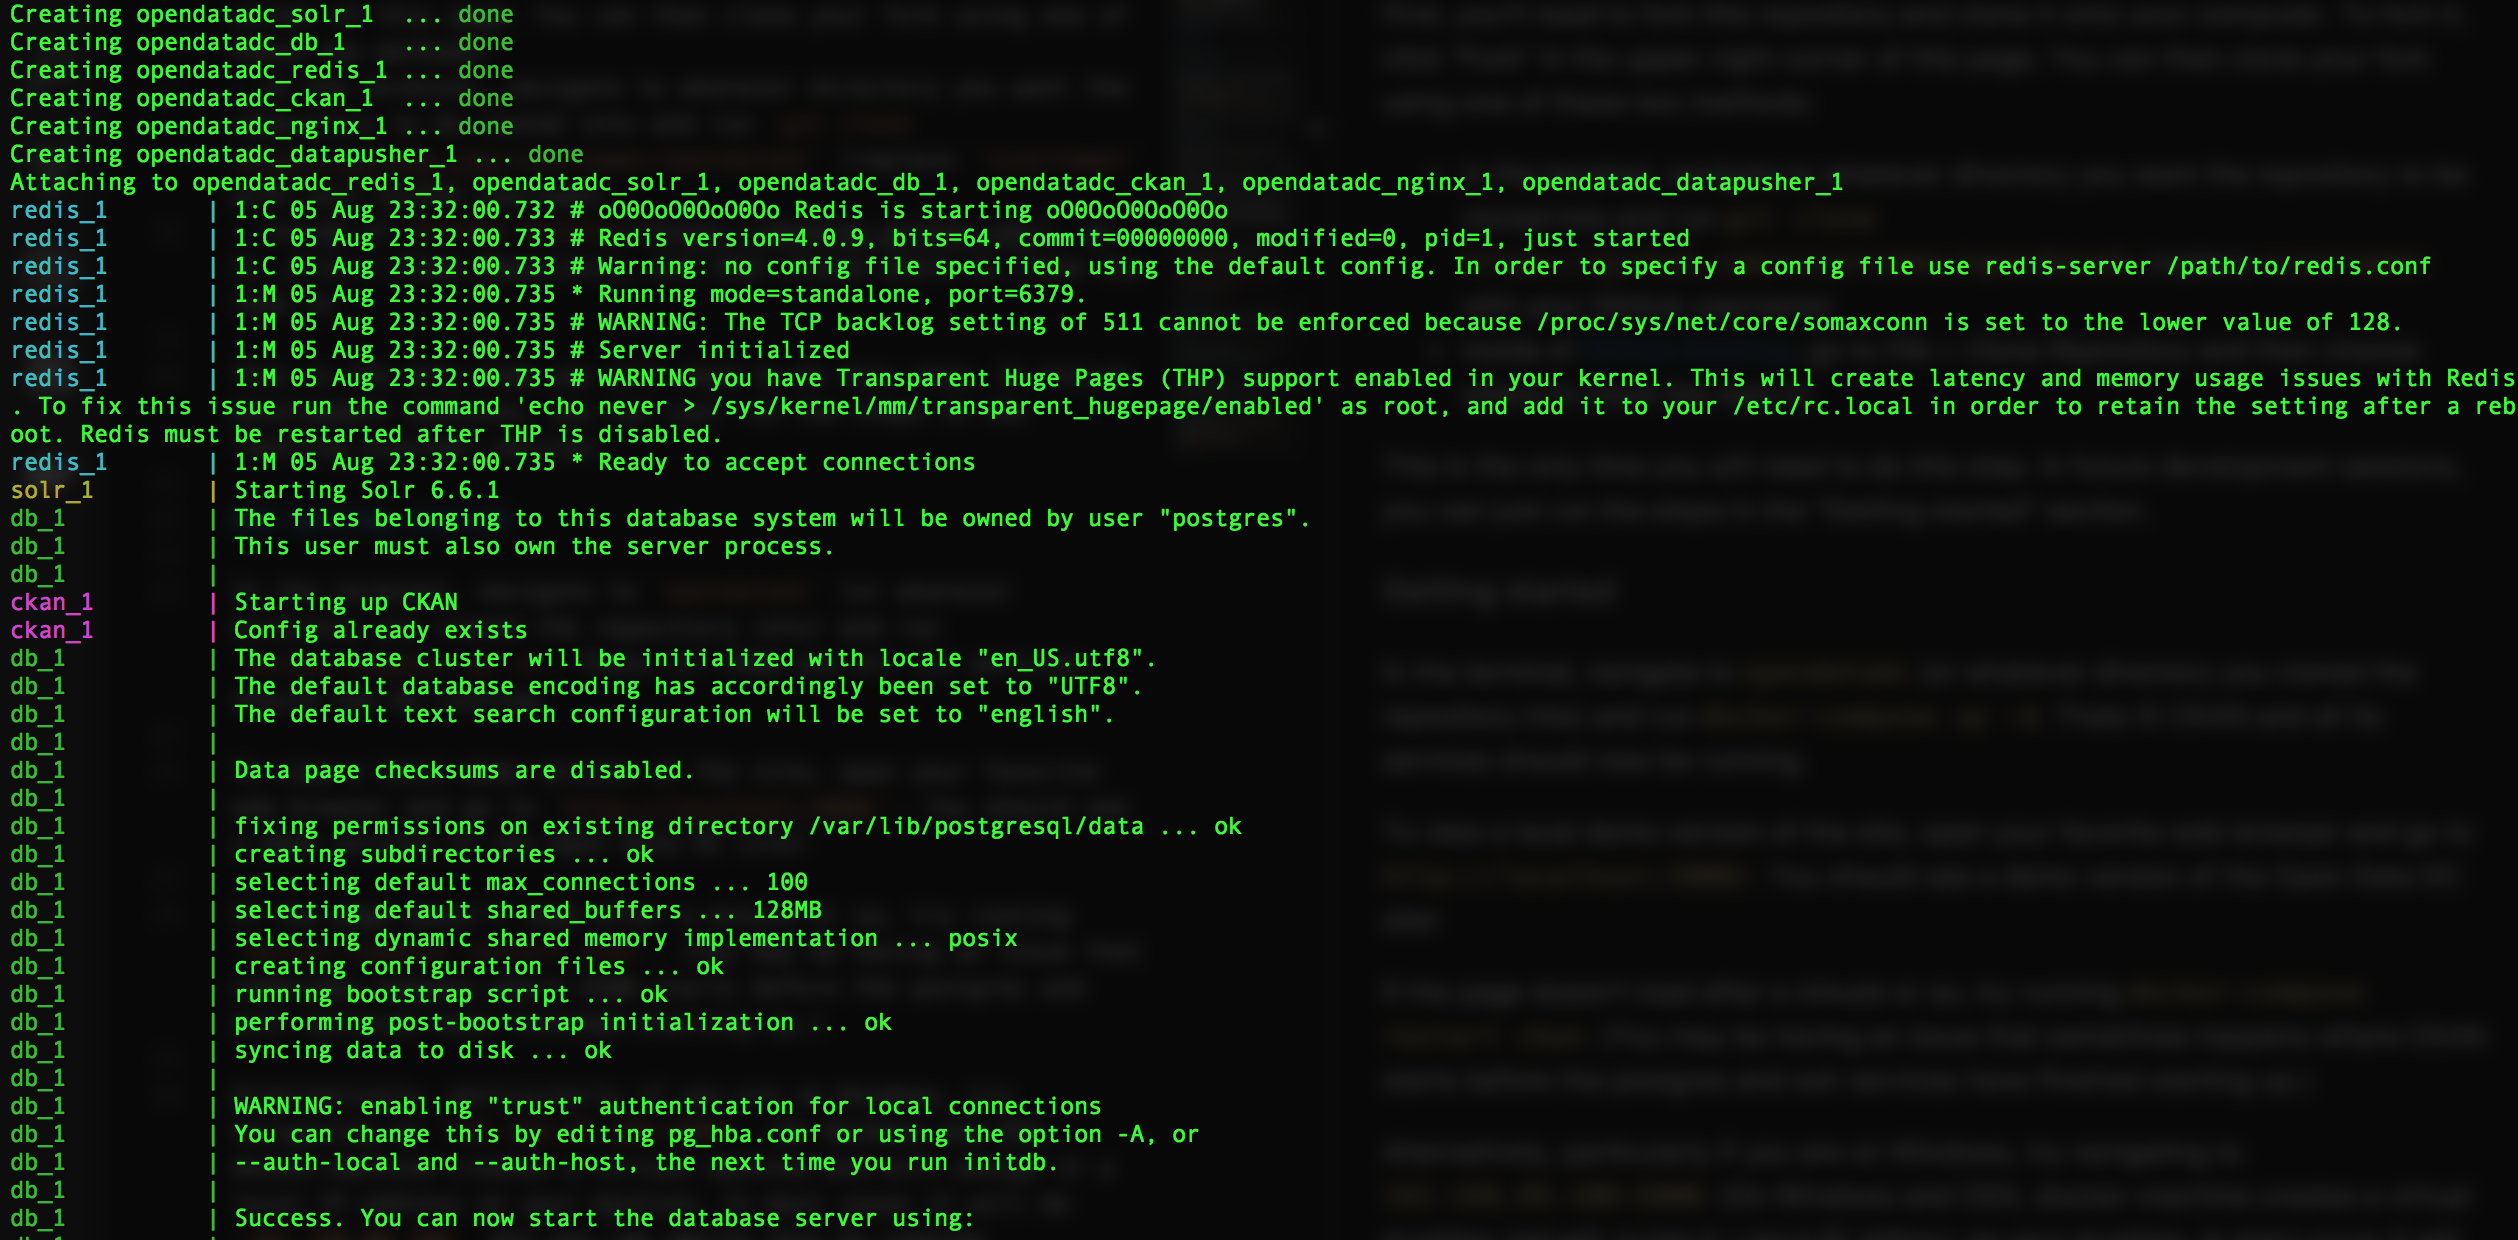 Creating opendatadc_solr_1  ... done
Creating opendatadc_db_1    ... done
Creating opendatadc_redis_1 ... done
Creating opendatadc_ckan_1  ... done
Creating opendatadc_nginx_1 ... done
Creating opendatadc_datapusher_1 ... done
Attaching to opendatadc_redis_1, opendatadc_solr_1, opendatadc_db_1, opendatadc_ckan_1, opendatadc_nginx_1, opendatadc_datapusher_1
redis_1       | 1:C 05 Aug 23:32:00.732 # oO0OoO0OoO0Oo Redis is starting oO0OoO0OoO0Oo
redis_1       | 1:C 05 Aug 23:32:00.733 # Redis version=4.0.9, bits=64, commit=00000000, modified=0, pid=1, just started
redis_1       | 1:C 05 Aug 23:32:00.733 # Warning: no config file specified, using the default config. In order to specify a config file use redis-server /path/to/redis.conf
redis_1       | 1:M 05 Aug 23:32:00.735 * Running mode=standalone, port=6379.
redis_1       | 1:M 05 Aug 23:32:00.735 # WARNING: The TCP backlog setting of 511 cannot be enforced because /proc/sys/net/core/somaxconn is set to the lower value of 128.
redis_1       | 1:M 05 Aug 23:32:00.735 # Server initialized
redis_1       | 1:M 05 Aug 23:32:00.735 # WARNING you have Transparent Huge Pages (THP) support enabled in your kernel. This will create latency and memory usage issues with Redis
. To fix this issue run the command 'echo never > /sys/kernel/mm/transparent_hugepage/enabled' as root, and add it to your /etc/rc.local in order to retain the setting after a reb
oot. Redis must be restarted after THP is disabled.
redis_1       | 1:M 05 Aug 23:32:00.735 * Ready to accept connections
solr_1        | Starting Solr 6.6.1
db_1          | The files belonging to this database system will be owned by user "postgres".
db_1          | This user must also own the server process.
db_1          |
ckan_1        | Starting up CKAN
ckan_1        | Config already exists
db_1          | The database cluster will be initialized with locale "en_US.utf8".
db_1          | The default database encoding has accordingly been set to "UTF8".
db_1          | The default text search configuration will be set to "english".
db_1          |
db_1          | Data page checksums are disabled.
db_1          |
db_1          | fixing permissions on existing directory /var/lib/postgresql/data ... ok
db_1          | creating subdirectories ... ok
db_1          | selecting default max_connections ... 100
db_1          | selecting default shared_buffers ... 128MB
db_1          | selecting dynamic shared memory implementation ... posix
db_1          | creating configuration files ... ok
db_1          | running bootstrap script ... ok
db_1          | performing post-bootstrap initialization ... ok
db_1          | syncing data to disk ... ok
db_1          |
db_1          | WARNING: enabling "trust" authentication for local connections
db_1          | You can change this by editing pg_hba.conf or using the option -A, or
db_1          | --auth-local and --auth-host, the next time you run initdb.
db_1          |
db_1          | Success. You can now start the database server using: